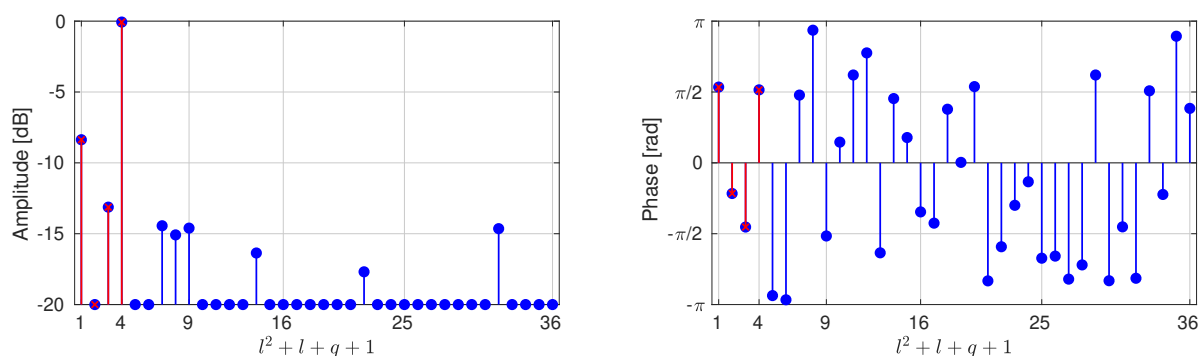 0
-5
-10
-15
-20
Amplitude [dB]
1 4 9 16 25 36
l² + l + q + 1
π
π/2
0
-π/2
-π
Phase [rad]
1 4 9 16 25 36
l² + l + q + 1